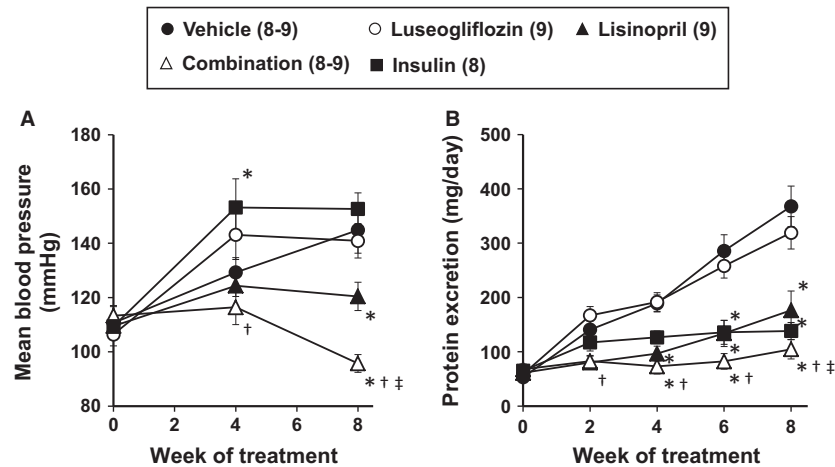 ● Vehicle (8-9) ○ Luseogliflozin (9) ▲ Lisinopril (9)
△ Combination (8-9) ■ Insulin (8)
A
Mean blood pressure
(mmHg)
180
160
140
120
100
80
*
†
*
* † ‡
0 4 8
Week of treatment
B
Protein excretion (mg/day)
500
400
300
200
100
0
†
*
* †
*
*
* †
*
*
* † ‡
0 2 4 6 8
Week of treatment